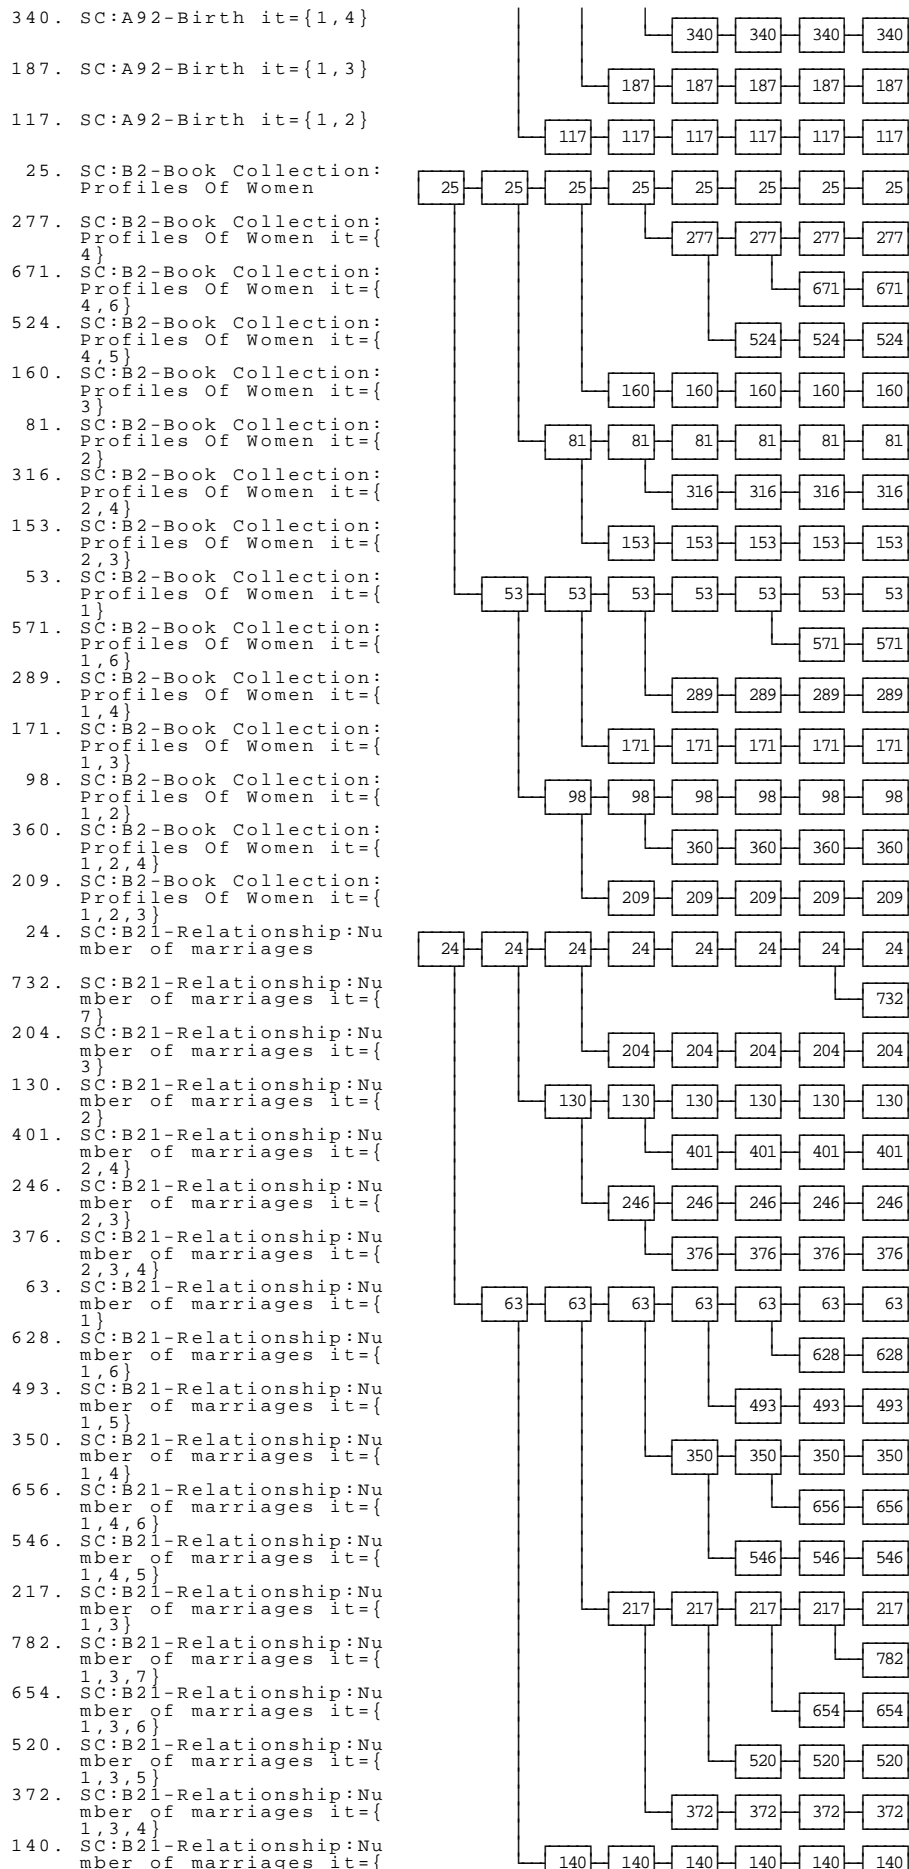 340. SC:A92-Birth it={1,4}
340 340 340 340
187. SC:A92-Birth it={1,3}
187 187 187 187 187
117. SC:A92-Birth it={1,2}
117 117 117 117 117 117
25. SC:B2-Book Collection:
Profiles Of Women
25 25 25 25 25 25 25 25
277. SC:B2-Book Collection:
Profiles Of Women it={
4}
277 277 277 277
671. SC:B2-Book Collection:
Profiles Of Women it={
4,6}
671 671
524. SC:B2-Book Collection:
Profiles Of Women it={
4,5}
524 524 524
160. SC:B2-Book Collection:
Profiles Of Women it={
3}
160 160 160 160 160
81. SC:B2-Book Collection:
Profiles Of Women it={
2}
81 81 81 81 81 81
316. SC:B2-Book Collection:
Profiles Of Women it={
2,4}
316 316 316 316
153. SC:B2-Book Collection:
Profiles Of Women it={
2,3}
153 153 153 153 153
53. SC:B2-Book Collection:
Profiles Of Women it={
1}
53 53 53 53 53 53 53
571. SC:B2-Book Collection:
Profiles Of Women it={
1,6}
571 571
289. SC:B2-Book Collection:
Profiles Of Women it={
1,4}
289 289 289 289
171. SC:B2-Book Collection:
Profiles Of Women it={
1,3}
171 171 171 171 171
98. SC:B2-Book Collection:
Profiles Of Women it={
1,2}
98 98 98 98 98 98
360. SC:B2-Book Collection:
Profiles Of Women it={
1,2,4}
360 360 360 360
209. SC:B2-Book Collection:
Profiles Of Women it={
1,2,3}
209 209 209 209 209
24. SC:B21-Relationship:Nu
mber of marriages
24 24 24 24 24 24 24 24
732. SC:B21-Relationship:Nu
mber of marriages it={
7}
732
204. SC:B21-Relationship:Nu
mber of marriages it={
3}
204 204 204 204 204
130. SC:B21-Relationship:Nu
mber of marriages it={
2}
130 130 130 130 130 130
401. SC:B21-Relationship:Nu
mber of marriages it={
2,4}
401 401 401 401
246. SC:B21-Relationship:Nu
mber of marriages it={
2,3}
246 246 246 246 246
376. SC:B21-Relationship:Nu
mber of marriages it={
2,3,4}
376 376 376 376
63. SC:B21-Relationship:Nu
mber of marriages it={
1}
63 63 63 63 63 63 63
628. SC:B21-Relationship:Nu
mber of marriages it={
1,6}
628 628
493. SC:B21-Relationship:Nu
mber of marriages it={
1,5}
493 493 493
350. SC:B21-Relationship:Nu
mber of marriages it={
1,4}
350 350 350 350
656. SC:B21-Relationship:Nu
mber of marriages it={
1,4,6}
656 656
546. SC:B21-Relationship:Nu
mber of marriages it={
1,4,5}
546 546 546
217. SC:B21-Relationship:Nu
mber of marriages it={
1,3}
217 217 217 217 217
782. SC:B21-Relationship:Nu
mber of marriages it={
1,3,7}
782
654. SC:B21-Relationship:Nu
mber of marriages it={
1,3,6}
654 654
520. SC:B21-Relationship:Nu
mber of marriages it={
1,3,5}
520 520 520
372. SC:B21-Relationship:Nu
mber of marriages it={
1,3,4}
372 372 372 372
140. SC:B21-Relationship:Nu
mber of marriages it={
140 140 140 140 140 140